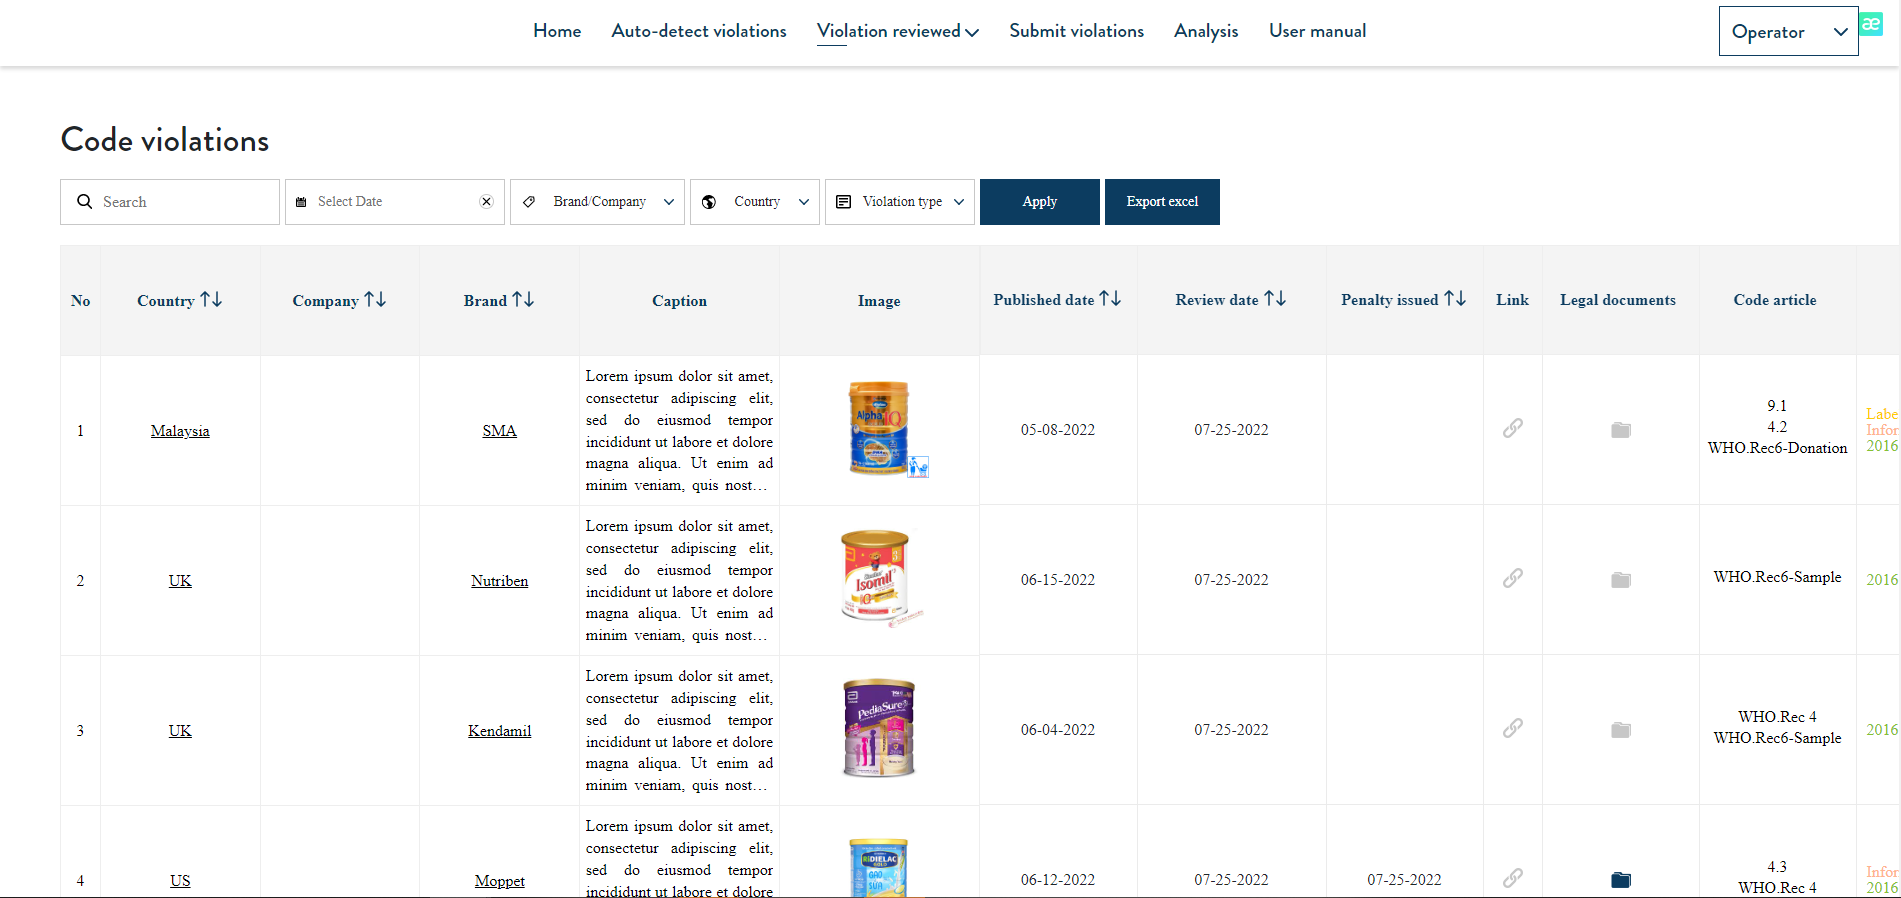 Home Auto-detect violations Violation reviewed Submit violations Analysis User manual
Operator
æ
Code violations
Search Select Date Brand/Company Country Violation type Apply Export excel
No Country Company Brand Caption Image Published date Review date Penalty issued Link Legal documents Code article
1 Malaysia SMA
Lorem ipsum dolor sit amet,
consectetur adipiscing elit,
sed do eiusmod tempor
incididunt ut labore et dolore
magna aliqua. Ut enim ad
minim veniam, quis nost...
Alpha IQ
05-08-2022 07-25-2022
9.1
4.2
WHO.Rec6-Donation
Labe
Infor
2016
2 UK Nutriben
Lorem ipsum dolor sit amet,
consectetur adipiscing elit,
sed do eiusmod tempor
incididunt ut labore et dolore
magna aliqua. Ut enim ad
minim veniam, quis nost...
Isomil
IQ
3
06-15-2022 07-25-2022
WHO.Rec6-Sample
2016
3 UK Kendamil
Lorem ipsum dolor sit amet,
consectetur adipiscing elit,
sed do eiusmod tempor
incididunt ut labore et dolore
magna aliqua. Ut enim ad
minim veniam, quis nost...
PediaSure
06-04-2022 07-25-2022
WHO.Rec 4
WHO.Rec6-Sample
2016
4 US Moppet
Lorem ipsum dolor sit amet,
consectetur adipiscing elit,
sed do eiusmod tempor
incididunt ut labore et dolore
RIDIELAC
GOLD
GẠO
SỮA
06-12-2022 07-25-2022 07-25-2022
4.3
WHO.Rec 4
Infor
2016